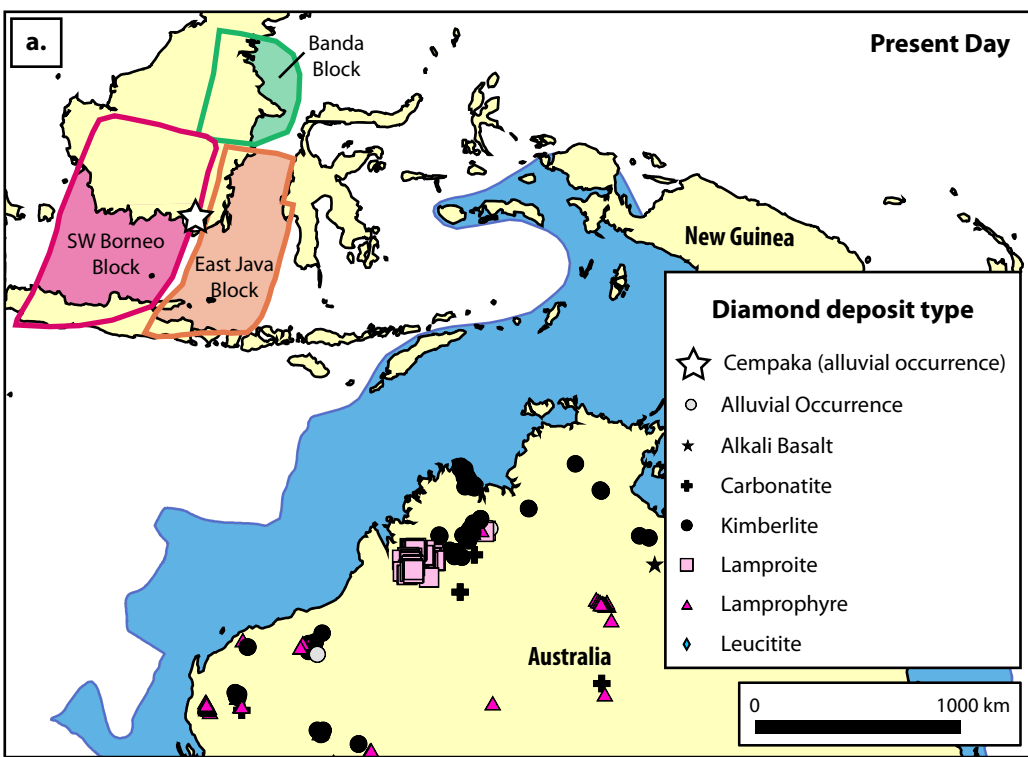 a.
Present Day
Banda
Block
SW Borneo
Block
East Java
Block
New Guinea
Diamond deposit type
Cempaka (alluvial occurrence)
Alluvial Occurrence
Alkali Basalt
Carbonatite
Kimberlite
Lamproite
Lamprophyre
Leucitite
Australia
0
1000 km